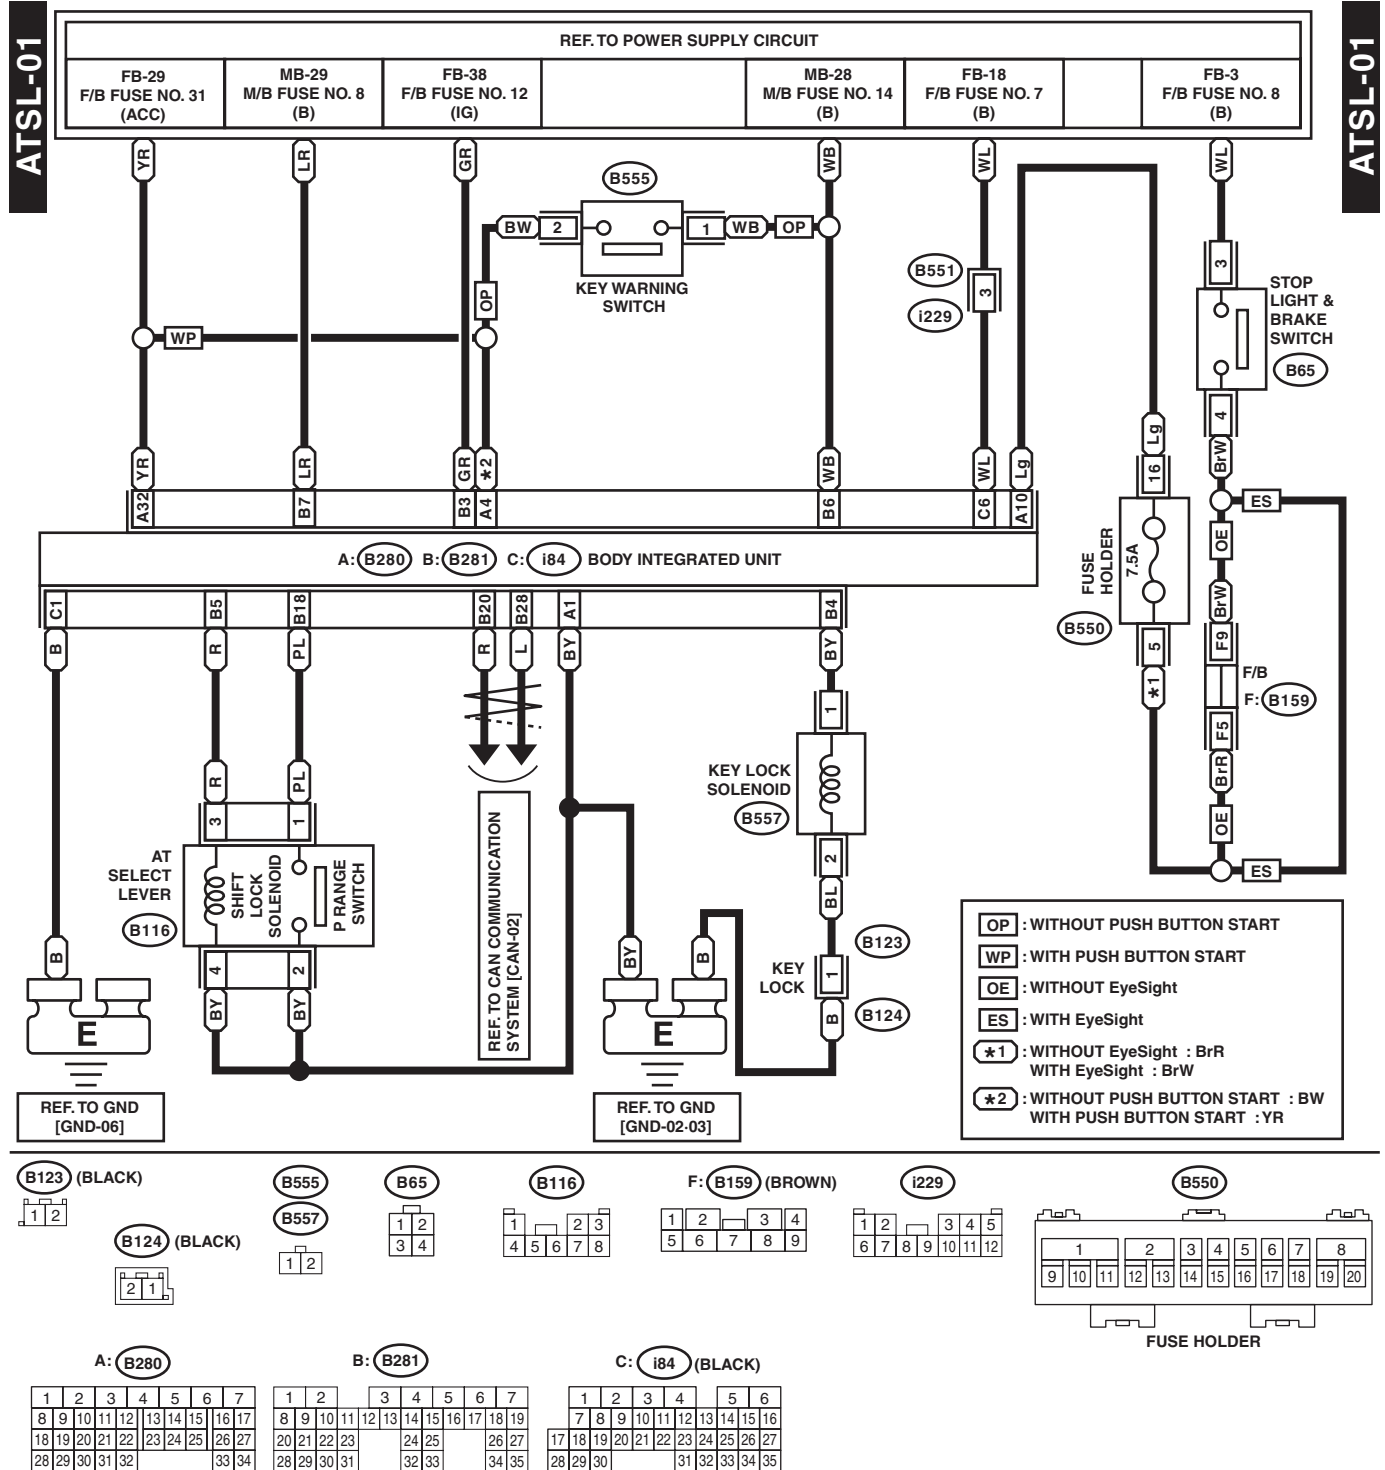 ATSL-01
ATSL-01
REF. TO POWER SUPPLY CIRCUIT
FB-29
F/B FUSE NO. 31
(ACC)
MB-29
M/B FUSE NO. 8
(B)
FB-38
F/B FUSE NO. 12
(IG)
MB-28
M/B FUSE NO. 14
(B)
FB-18
F/B FUSE NO. 7
(B)
FB-3
F/B FUSE NO. 8
(B)
YR
LR
GR
WB
WL
WL
B555
BW 2 1 WB OP
KEY WARNING
SWITCH
OP
WP
B551
3
i229
3
STOP
LIGHT &
BRAKE
SWITCH
B65
4
BrW
ES
OE
BrW
F9
F/B
F: B159
F5
BrR
OE
ES
Lg
16
FUSE
HOLDER
7.5A
B550
5
*1
YR
LR
GR
*2
WB
WL
Lg
A32
B7
B3
A4
B6
C6
A10
A: B280 B: B281 C: i84 BODY INTEGRATED UNIT
C1
B5
B18
B20
B28
A1
B4
B
R
PL
R
L
BY
BY
R
PL
3
1
AT
SELECT
LEVER
B116
SHIFT
LOCK
SOLENOID
P RANGE
SWITCH
4
2
BY
BY
B
E
REF. TO GND
[GND-06]
REF. TO CAN COMMUNICATION
SYSTEM [CAN-02]
1
KEY LOCK
SOLENOID
B557
2
BL
B123
KEY
LOCK
1
B124
B
BY
B
E
REF. TO GND
[GND-02·03]
OP : WITHOUT PUSH BUTTON START
WP : WITH PUSH BUTTON START
OE : WITHOUT EyeSight
ES : WITH EyeSight
*1 : WITHOUT EyeSight : BrR
WITH EyeSight : BrW
*2 : WITHOUT PUSH BUTTON START : BW
WITH PUSH BUTTON START : YR
B123 (BLACK)
1 2
B124 (BLACK)
2 1
B555
B557
1 2
B65
1 2
3 4
B116
1 2 3
4 5 6 7 8
F: B159 (BROWN)
1 2 3 4
5 6 7 8 9
i229
1 2 3 4 5
6 7 8 9 10 11 12
B550
1 2 3 4 5 6 7 8
9 10 11 12 13 14 15 16 17 18 19 20
FUSE HOLDER
A: B280
1 2 3 4 5 6 7
8 9 10 11 12 13 14 15 16 17
18 19 20 21 22 23 24 25 26 27
28 29 30 31 32 33 34
B: B281
1 2 3 4 5 6 7
8 9 10 11 12 13 14 15 16 17 18 19
20 21 22 23 24 25 26 27
28 29 30 31 32 33 34 35
C: i84 (BLACK)
1 2 3 4 5 6
7 8 9 10 11 12 13 14 15 16
17 18 19 20 21 22 23 24 25 26 27
28 29 30 31 32 33 34 35